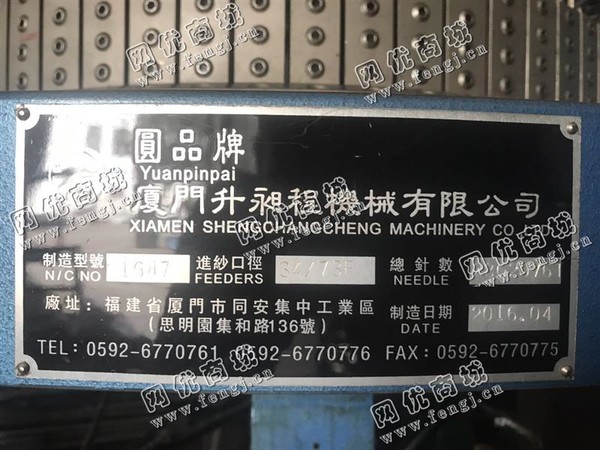 圓品牌
Yuanpinpai
廈門升昶程機械有限公司
XIAMEN SHENGCHANGCHENG MACHINERY CO
制造型號 N/C NO 1647 進紗口徑 FEEDERS 總針數 NEEDLE
廠址：福建省厦門市同安集中工業區
(思明園集和路136號) 制造日期 DATE 2016.04
TEL: 0592-6770761 0592-6770776 FAX: 0592-6770775
网优商城
www.fengj.cn